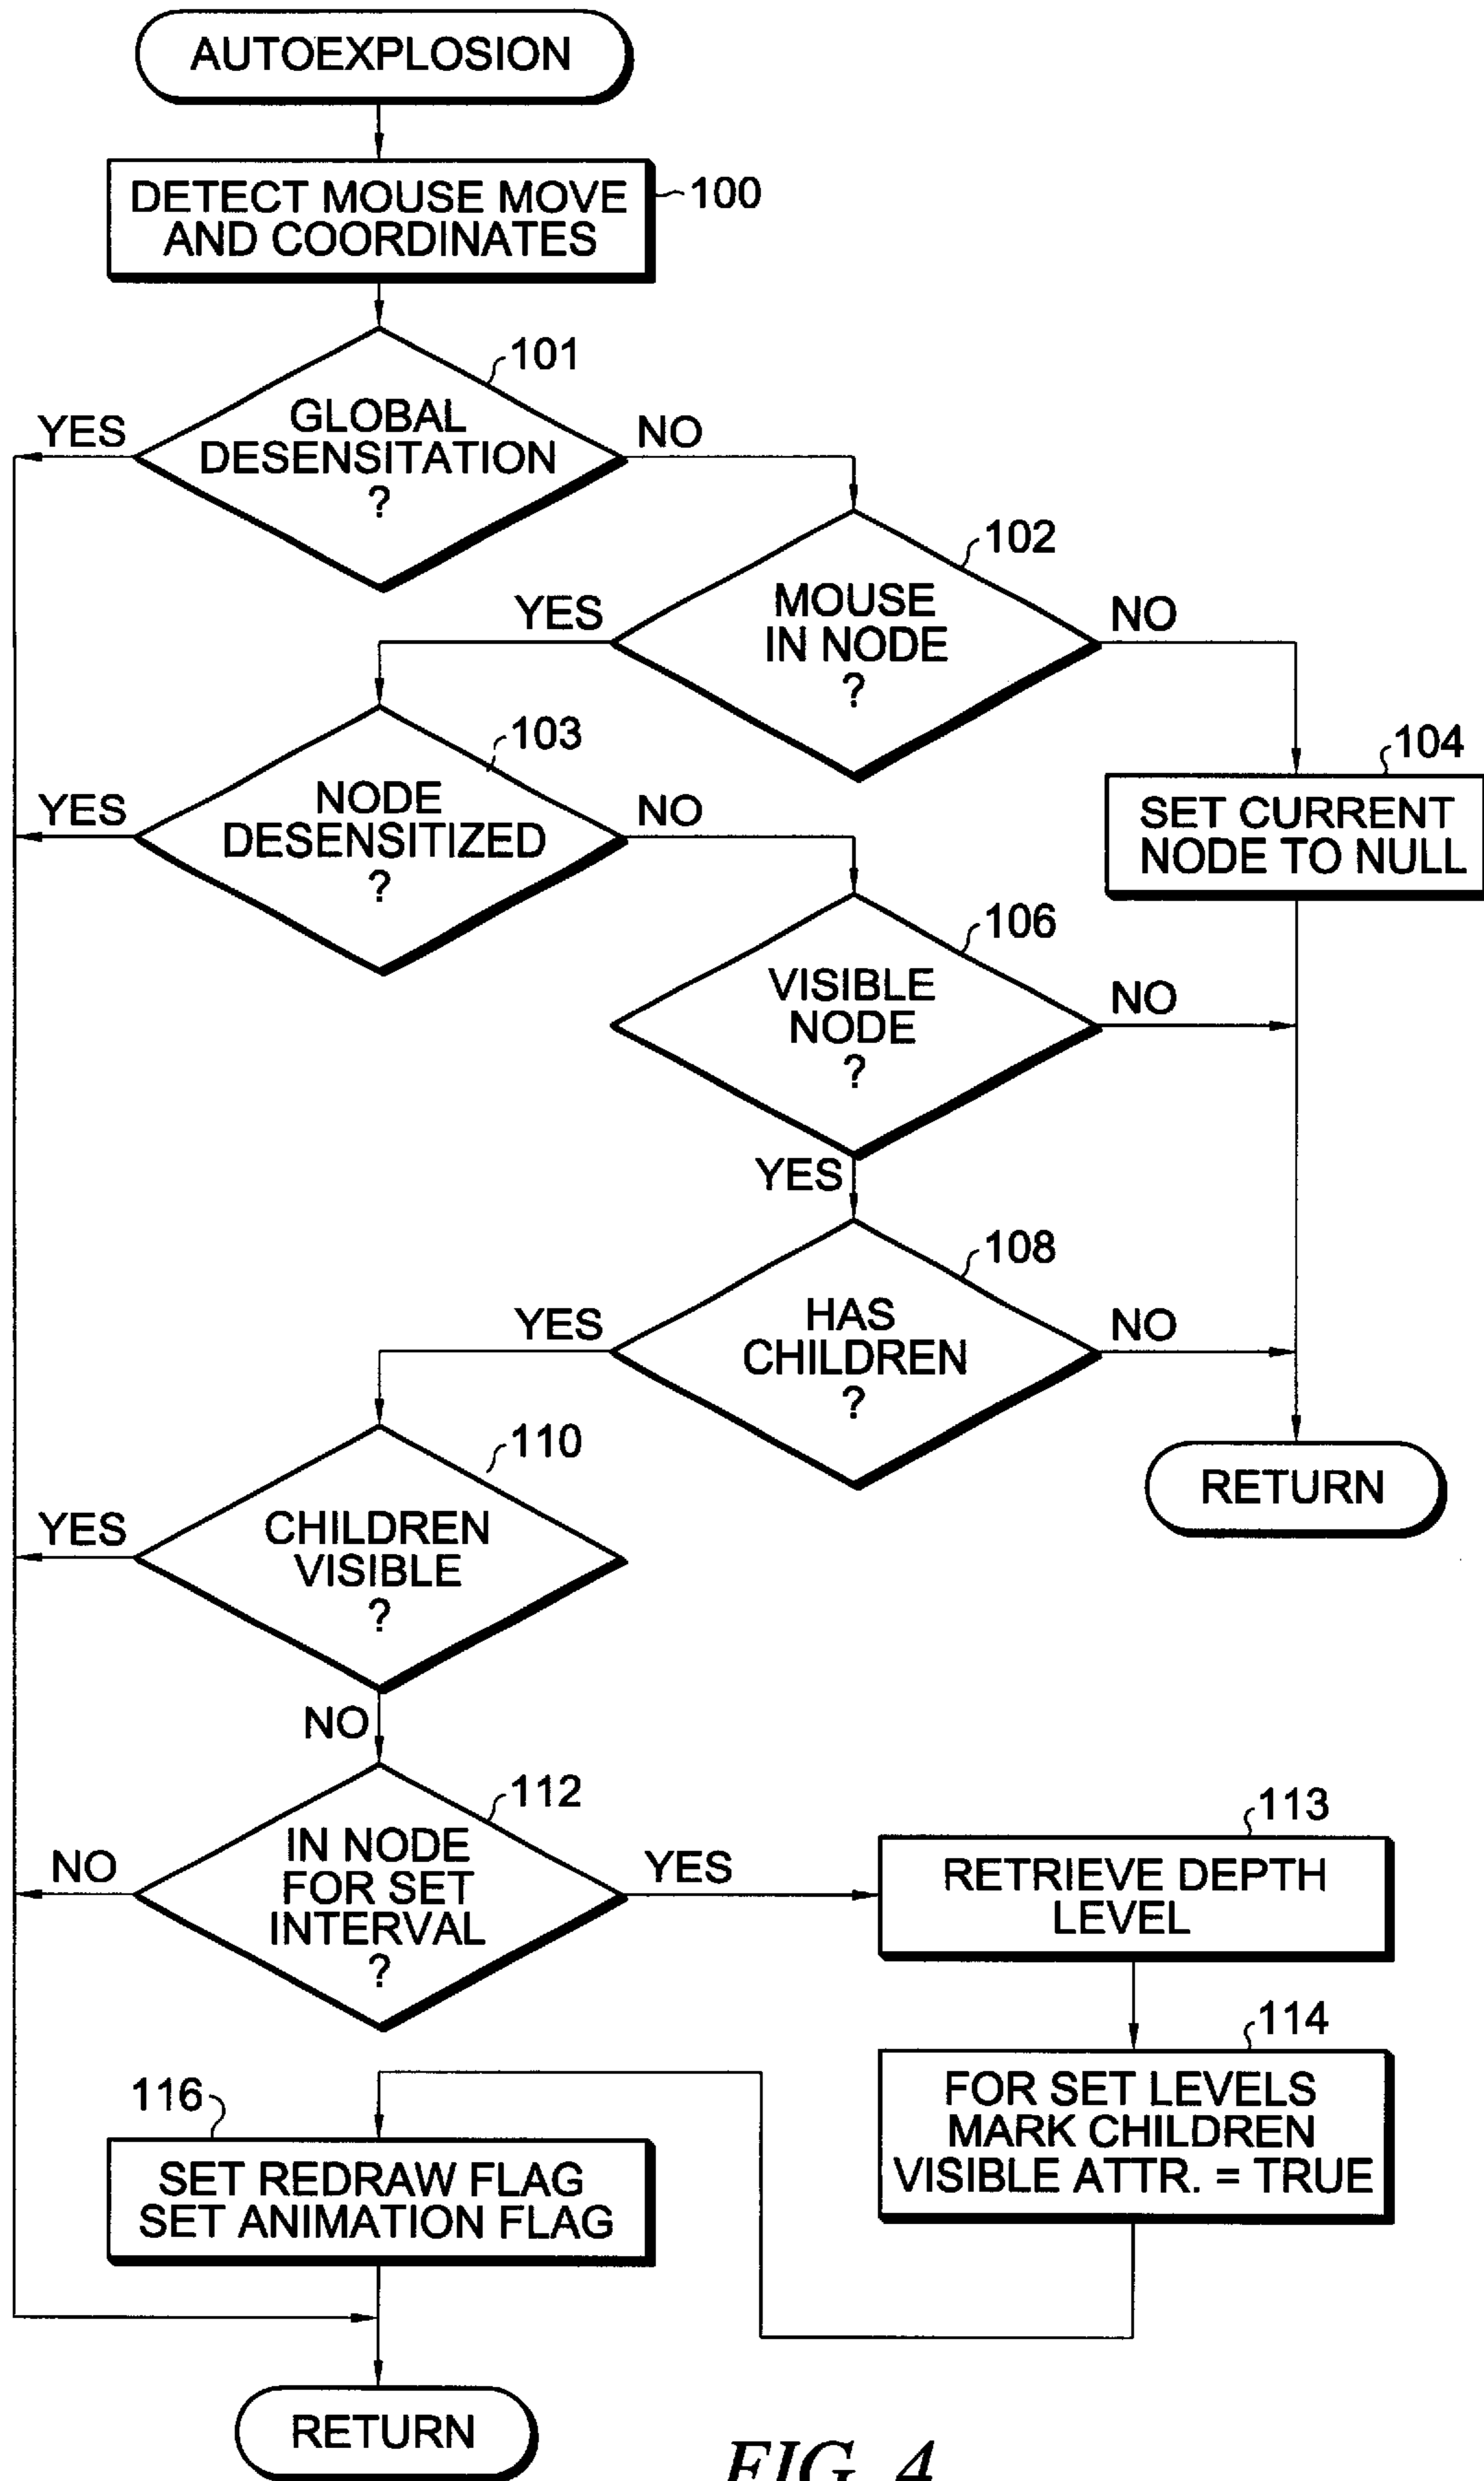 AUTOEXPLOSION
DETECT MOUSE MOVE
AND COORDINATES
100
101
GLOBAL
DESENSITATION
?
YES
NO
102
MOUSE
IN NODE
?
YES
NO
103
NODE
DESENSITIZED
?
YES
NO
104
SET CURRENT
NODE TO NULL
106
VISIBLE
NODE
?
NO
YES
108
HAS
CHILDREN
?
YES
NO
RETURN
110
CHILDREN
VISIBLE
?
YES
NO
112
IN NODE
FOR SET
INTERVAL
?
NO
YES
113
RETRIEVE DEPTH
LEVEL
114
FOR SET LEVELS
MARK CHILDREN
VISIBLE ATTR. = TRUE
116
SET REDRAW FLAG
SET ANIMATION FLAG
RETURN
FIG. 4